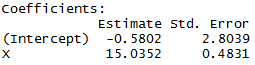 Coefficients:
Estimate Std. Error
(Intercept) -0.5802 2.8039
X 15.0352 0.4831